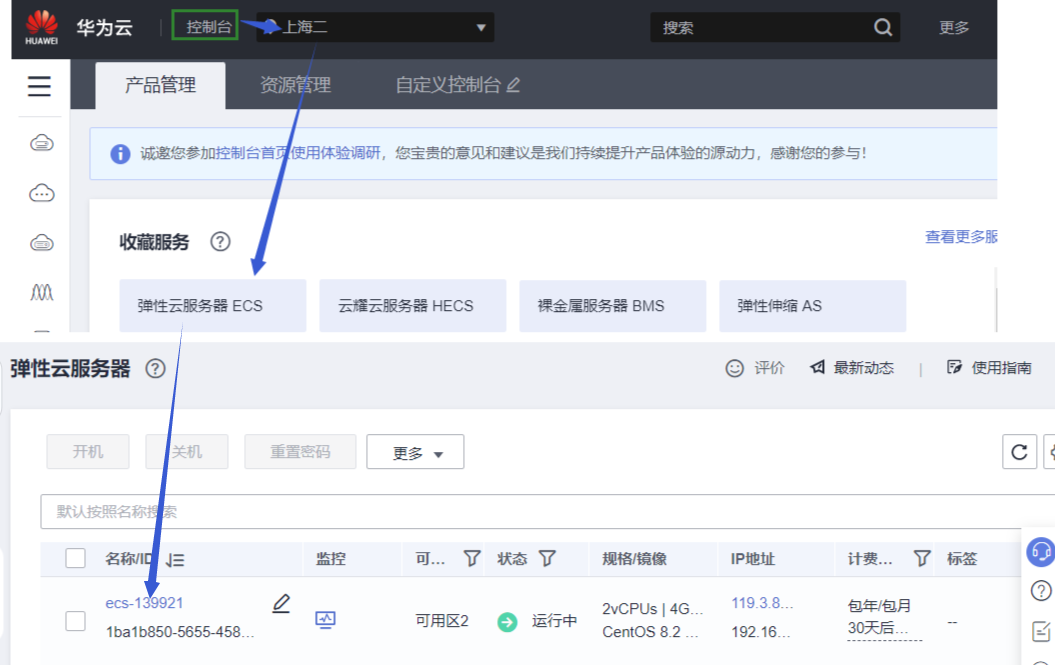 HUAWEI 华为云 控制台 上海二 搜索 更多
产品管理 资源管理 自定义控制台
诚邀您参加控制台首页使用体验调研，您宝贵的意见和建议是我们持续提升产品体验的源动力，感谢您的参与！
收藏服务 查看更多服
弹性云服务器 ECS 云耀云服务器 HECS 裸金属服务器 BMS 弹性伸缩 AS
弹性云服务器 评价 最新动态 使用指南
开机 关机 重置密码 更多
默认按照名称搜索
名称/ID 监控 可... 状态 规格/镜像 IP地址 计费... 标签
ecs-139921 可用区2 运行中 2vCPUs | 4G... 119.3.8... 包年/包月 --
1ba1b850-5655-458... CentOS 8.2 ... 192.16... 30天后...